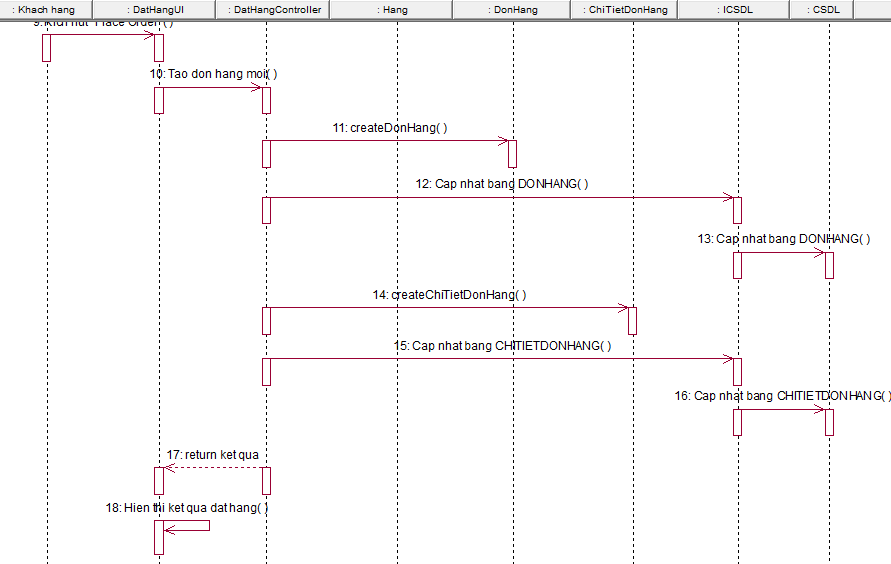 : Khach hang
: DatHangUI
: DatHangController
: Hang
: DonHang
: ChiTietDonHang
: ICSDL
: CSDL
"Place Order"( )
10: Tao don hang moi( )
11: createDonHang( )
12: Cap nhat bang DONHANG( )
13: Cap nhat bang DONHANG( )
14: createChiTietDonHang( )
15: Cap nhat bang CHITIETDONHANG( )
16: Cap nhat bang CHITIETDONHANG( )
17: return ket qua
18: Hien thi ket qua dat hang( )